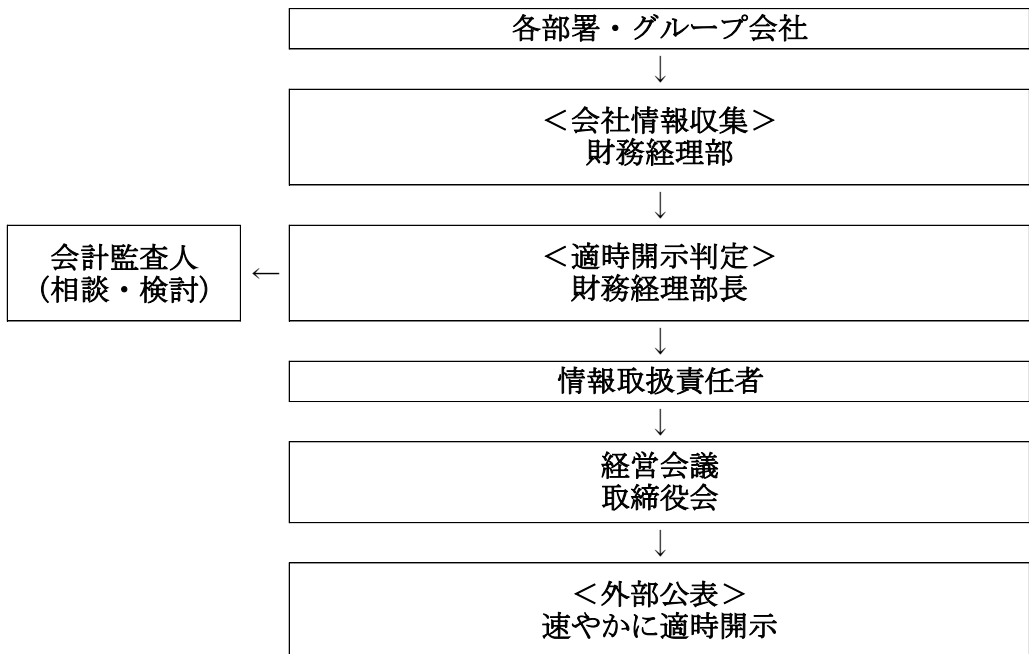 各部署・グループ会社
↓
＜会社情報収集＞
財務経理部
↓
会計監査人
（相談・検討）
←
＜適時開示判定＞
財務経理部長
↓
情報取扱責任者
↓
経営会議
取締役会
↓
＜外部公表＞
速やかに適時開示